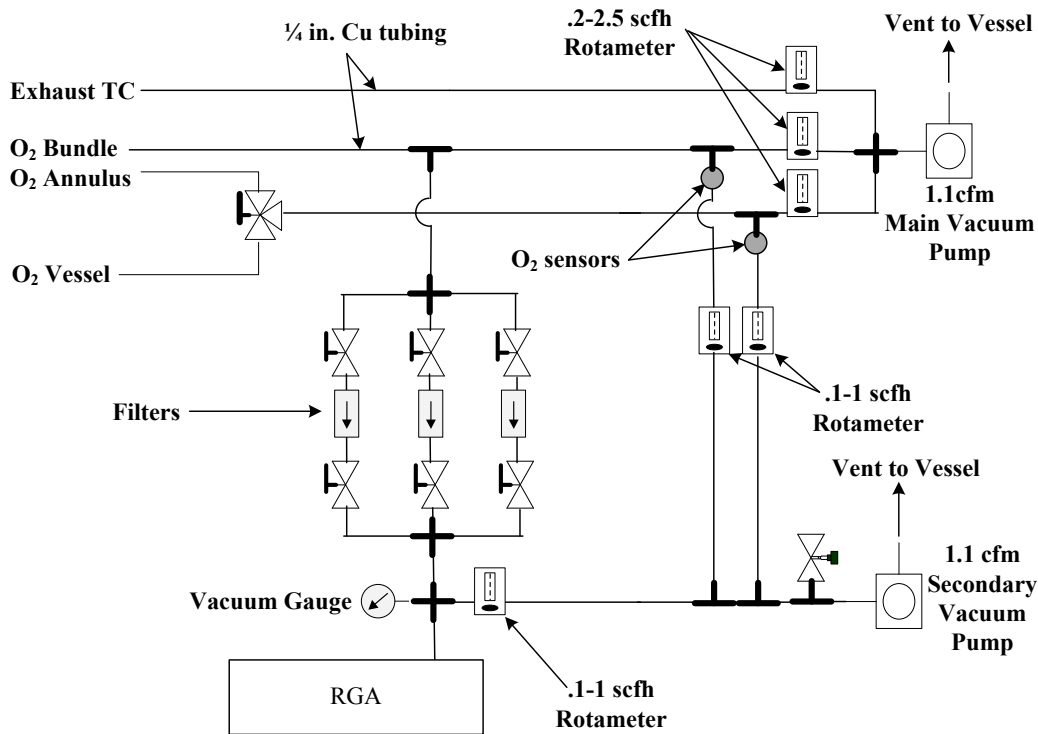 ¼ in. Cu tubing
.2-2.5 scfh
Rotameter
Vent to Vessel
Exhaust TC
O₂ Bundle
O₂ Annulus
1.1cfm
Main Vacuum
Pump
O₂ sensors
O₂ Vessel
Filters
.1-1 scfh
Rotameter
Vent to Vessel
1.1 cfm
Secondary
Vacuum
Pump
Vacuum Gauge
RGA
.1-1 scfh
Rotameter